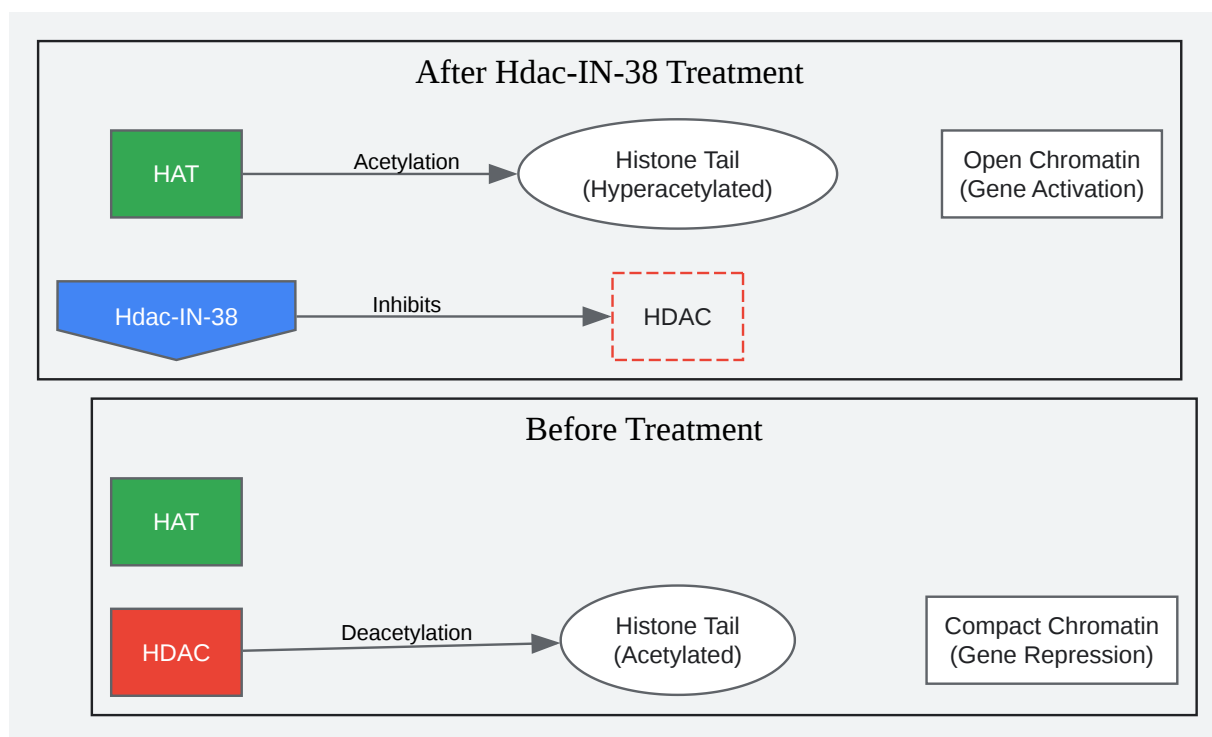 After Hdac-IN-38 Treatment
HAT
Acetylation
Histone Tail
(Hyperacetylated)
Open Chromatin
(Gene Activation)
Hdac-IN-38
Inhibits
HDAC
Before Treatment
HAT
HDAC
Deacetylation
Histone Tail
(Acetylated)
Compact Chromatin
(Gene Repression)